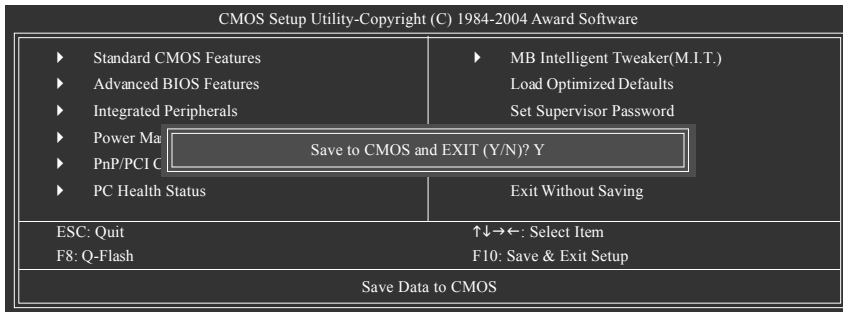 CMOS Setup Utility-Copyright (C) 1984-2004 Award Software
Standard CMOS Features
Advanced BIOS Features
Integrated Peripherals
Power Ma
PnP/PCI C
PC Health Status
MB Intelligent Tweaker(M.I.T.)
Load Optimized Defaults
Set Supervisor Password
Exit Without Saving
Save to CMOS and EXIT (Y/N)? Y
ESC: Quit
↑↓→←: Select Item
F8: Q-Flash
F10: Save & Exit Setup
Save Data to CMOS